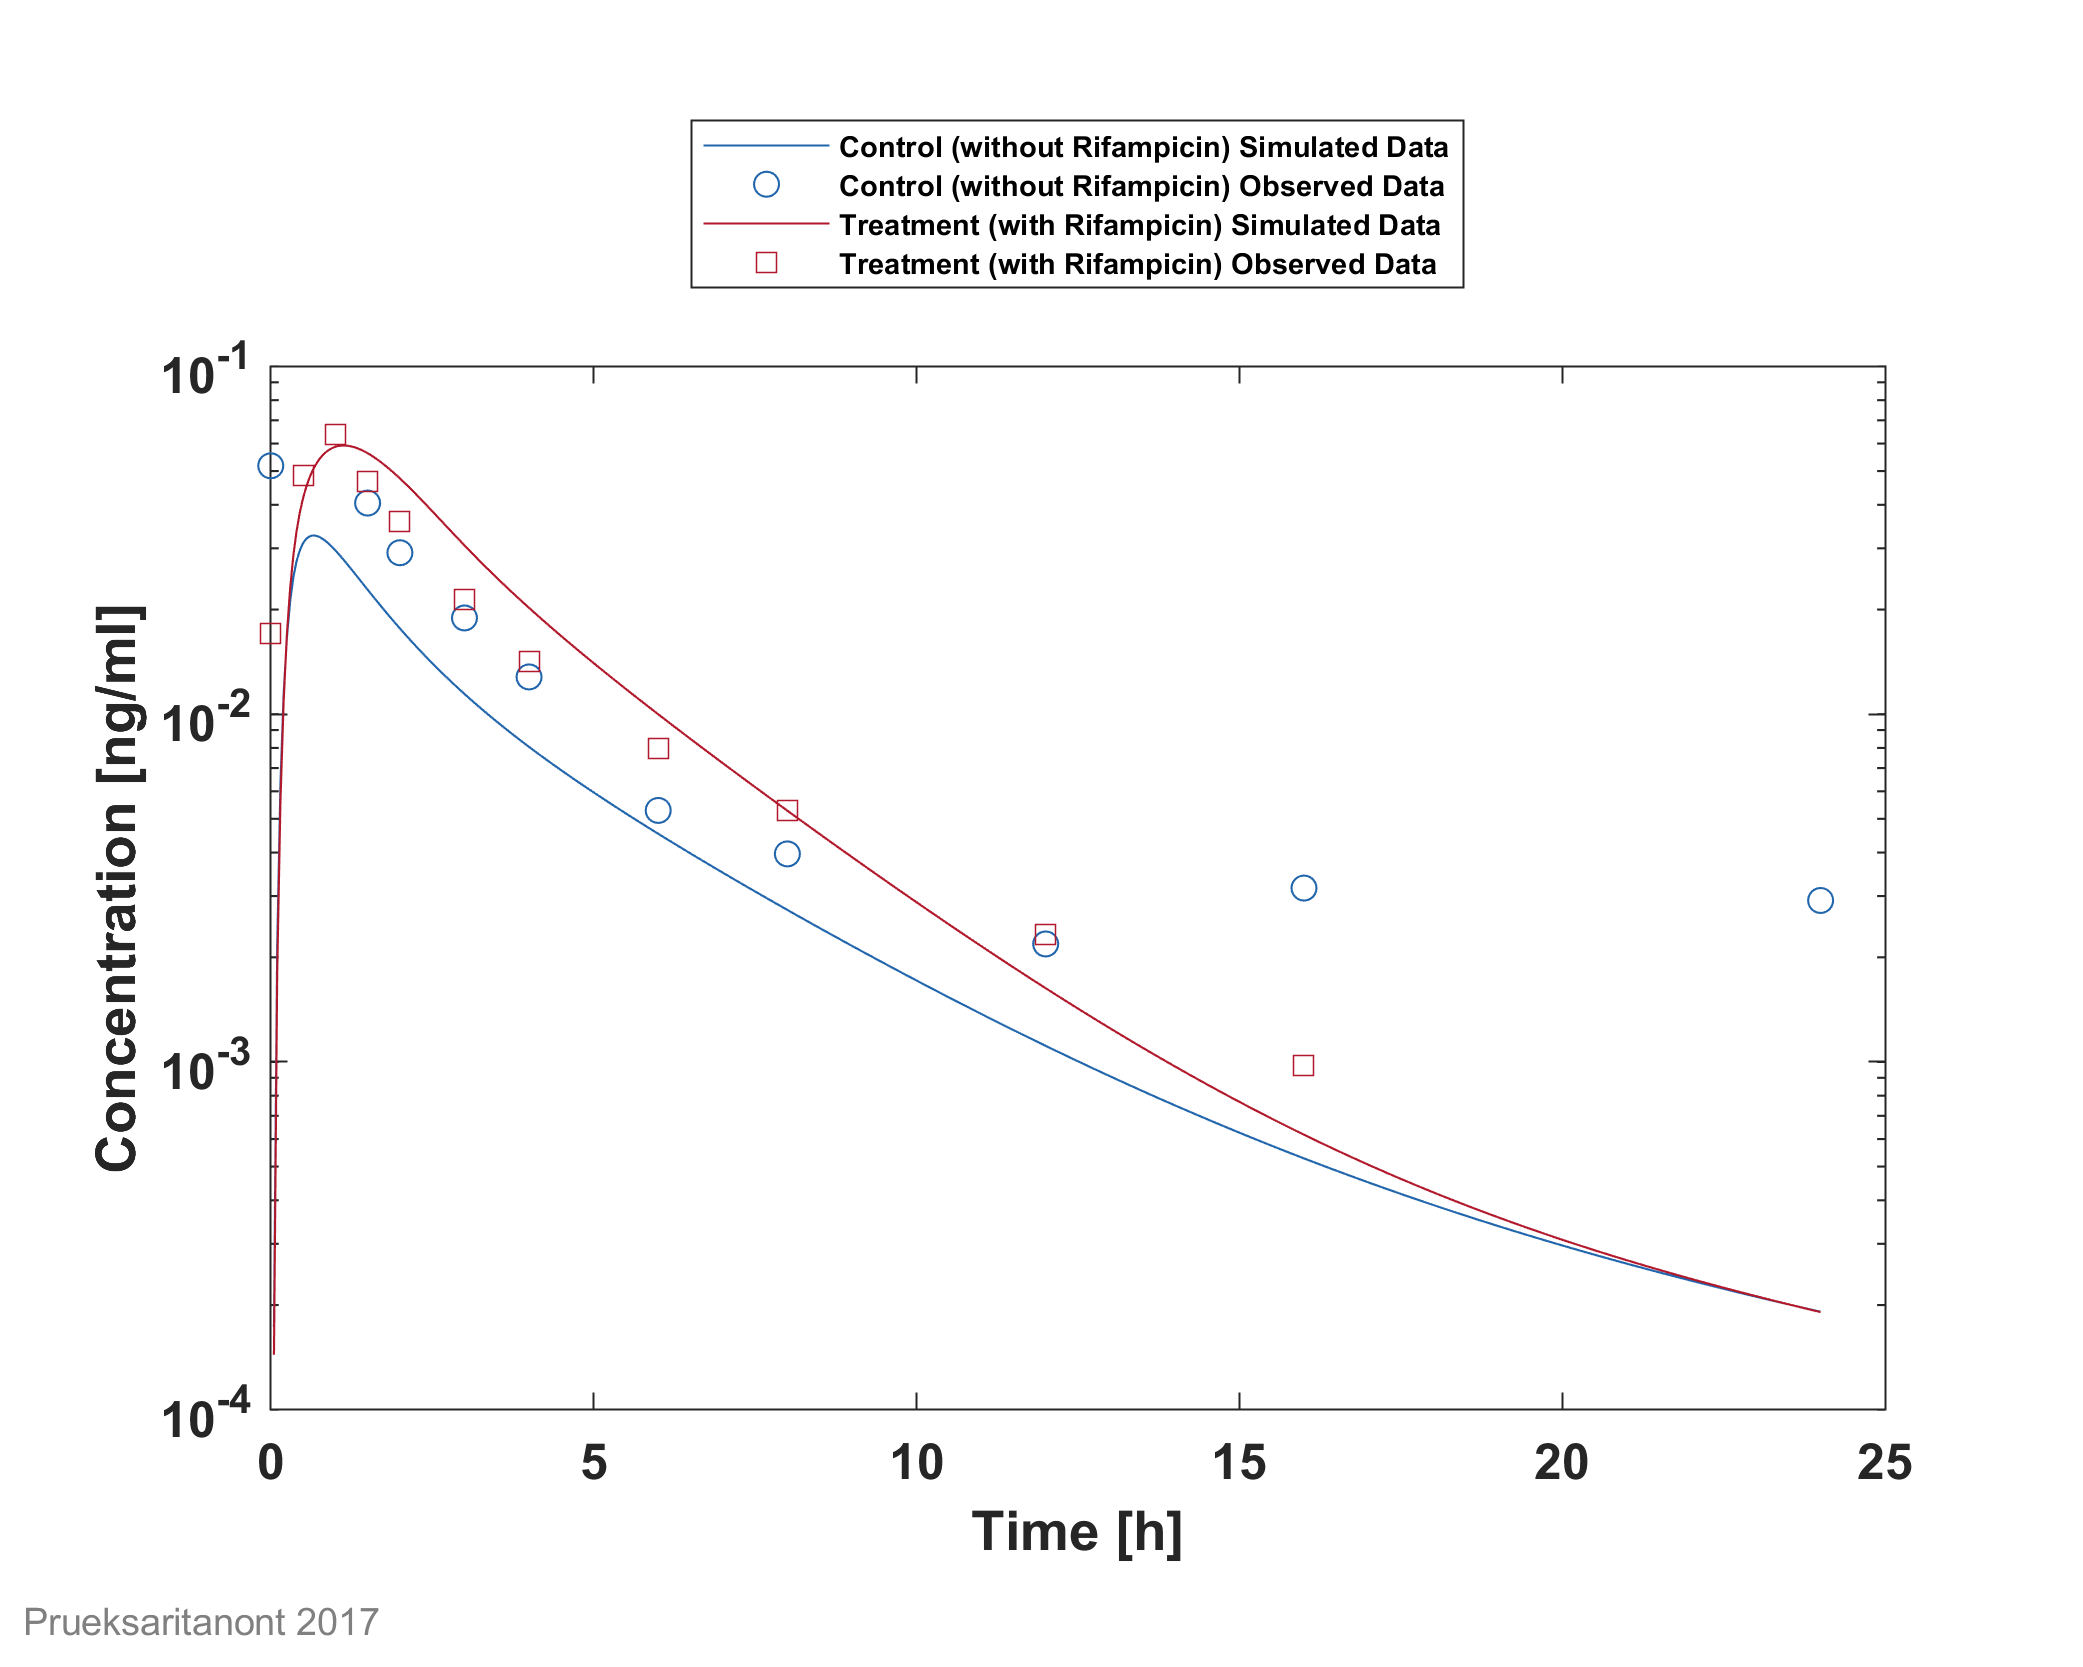 Control (without Rifampicin) Simulated Data
Control (without Rifampicin) Observed Data
Treatment (with Rifampicin) Simulated Data
Treatment (with Rifampicin) Observed Data
10-1
10-2
10-3
10-4
Concentration [ng/ml]
0 5 10 15 20 25
Time [h]
Prueksaritanont 2017